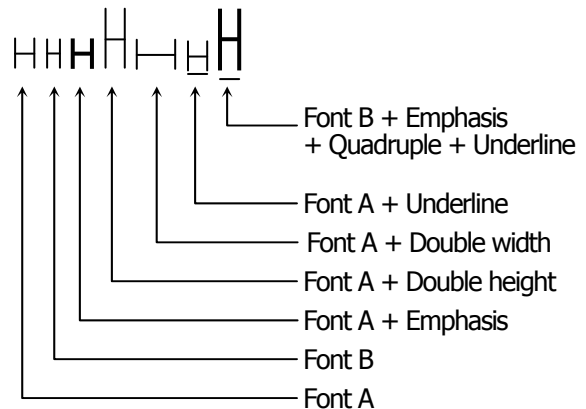 HHHHHHH
Font B + Emphasis
+ Quadruple + Underline
Font A + Underline
Font A + Double width
Font A + Double height
Font A + Emphasis
Font B
Font A